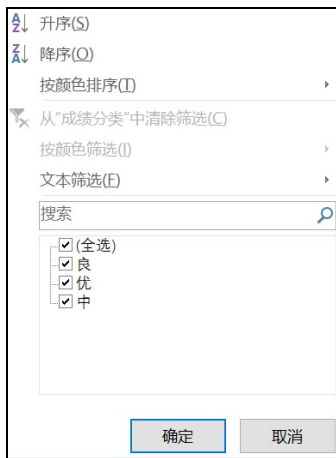 升序(S)
降序(O)
按颜色排序(T)
从"成绩分类"中清除筛选(C)
按颜色筛选(I)
文本筛选(F)
搜索
(全选)
良
优
中
确定 取消